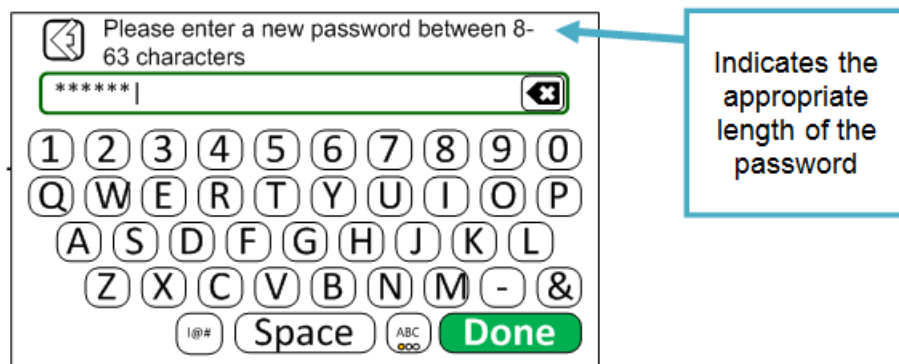 Please enter a new password between 8-
63 characters
******|
1 2 3 4 5 6 7 8 9 0
Q W E R T Y U I O P
A S D F G H J K L
Z X C V B N M - &
!@# Space ABC Done
Indicates the
appropriate
length of the
password